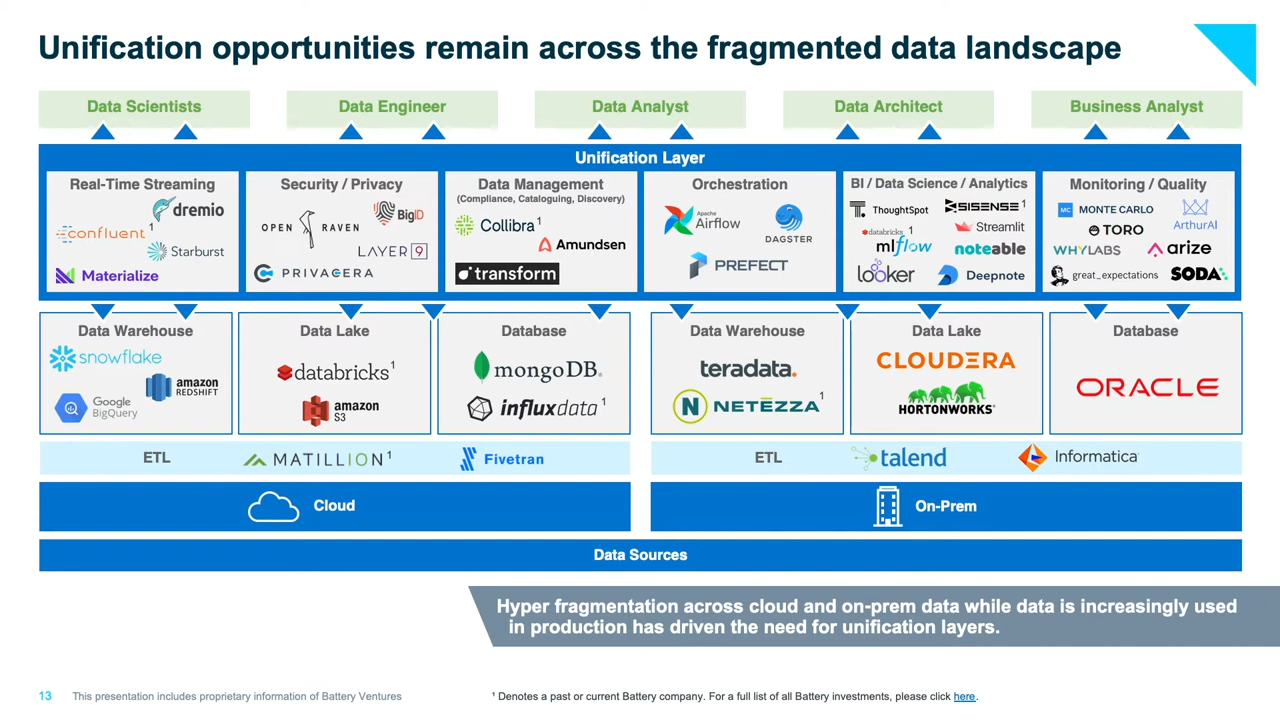 Unification opportunities remain across the fragmented data landscape
Data Scientists
Data Engineer
Data Analyst
Data Architect
Business Analyst
Unification Layer
Real-Time Streaming
dremio
confluent 1
Starburst
Materialize
Security / Privacy
OPEN RAVEN
BigID
LAYER 9
PRIVACERA
Data Management
(Compliance, Cataloguing, Discovery)
Collibra 1
Amundsen
transform
Orchestration
Apache
Airflow
DAGSTER
PREFECT
BI / Data Science / Analytics
ThoughtSpot
SISENSE 1
databricks 1
mlflow
Streamlit
noteable
looker
Deepnote
Monitoring / Quality
MC MONTE CARLO
ArthurAI
TORO
WHYLABS
arize
great_expectations
SODA
Data Warehouse
snowflake
amazon
REDSHIFT
Google
BigQuery
Data Lake
databricks 1
amazon
S3
Database
mongoDB®
influxdata 1
Data Warehouse
teradata.
N NETEZZA 1
Data Lake
CLOUDERA
HORTONWORKS®
Database
ORACLE
ETL
MATILLION 1
Fivetran
ETL
talend
Informatica
Cloud
On-Prem
Data Sources
Hyper fragmentation across cloud and on-prem data while data is increasingly used
in production has driven the need for unification layers.
13
This presentation includes proprietary information of Battery Ventures
¹ Denotes a past or current Battery company. For a full list of all Battery investments, please click here.